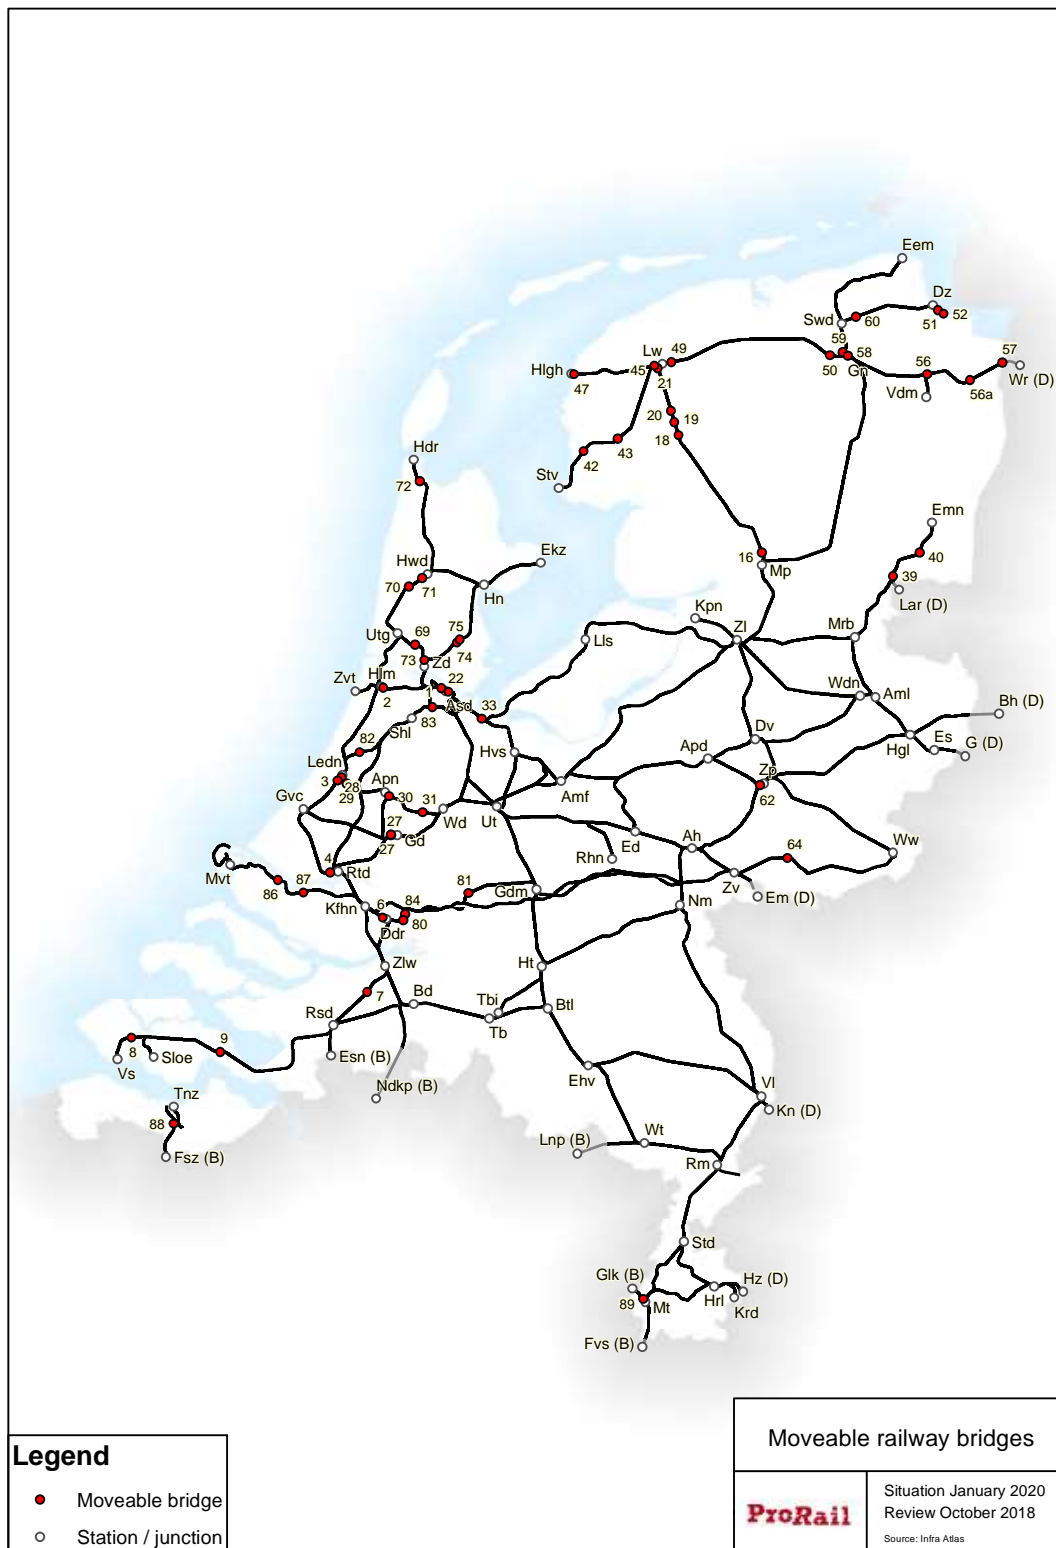 Eem
Dz
Swd
60
51
52
59
58
50
Gn
56
57
Wr (D)
56a
Vdm
Lw
49
45
21
Hlgh
47
20
19
18
43
42
Stv
Hdr
72
Emn
40
39
Lar (D)
16
Mp
Ekz
Hwd
70
71
Hn
Kpn
Zl
Mrb
Utg
69
75
74
73
Zd
Lls
Zvt
Hlm
2
1
22
Asd
83
33
Shl
Wdn
Aml
Bh (D)
Es
Hgl
G (D)
82
Ledn
3
28
29
Hvs
Dv
Apd
Zp
62
Gvc
Apn
30
31
Wd
Ut
Amf
27
Gd
27
Ed
Ah
64
Ww
Rhn
4
Rtd
Mvt
86
87
81
Gdm
Zv
Em (D)
Kfhn
6
84
80
Ddr
Nm
Zlw
Ht
7
Bd
Tbi
Tb
Btl
Rsd
8
9
Vs
Sloe
Esn (B)
Ndkp (B)
Tnz
88
Fsz (B)
Ehv
Vl
Kn (D)
Lnp (B)
Wt
Rm
Std
Glk (B)
89
Mt
Hrl
Hz (D)
Krd
Fvs (B)
Legend
Moveable bridge
Station / junction
Moveable railway bridges
ProRail
Situation January 2020
Review October 2018
Source: Infra Atlas